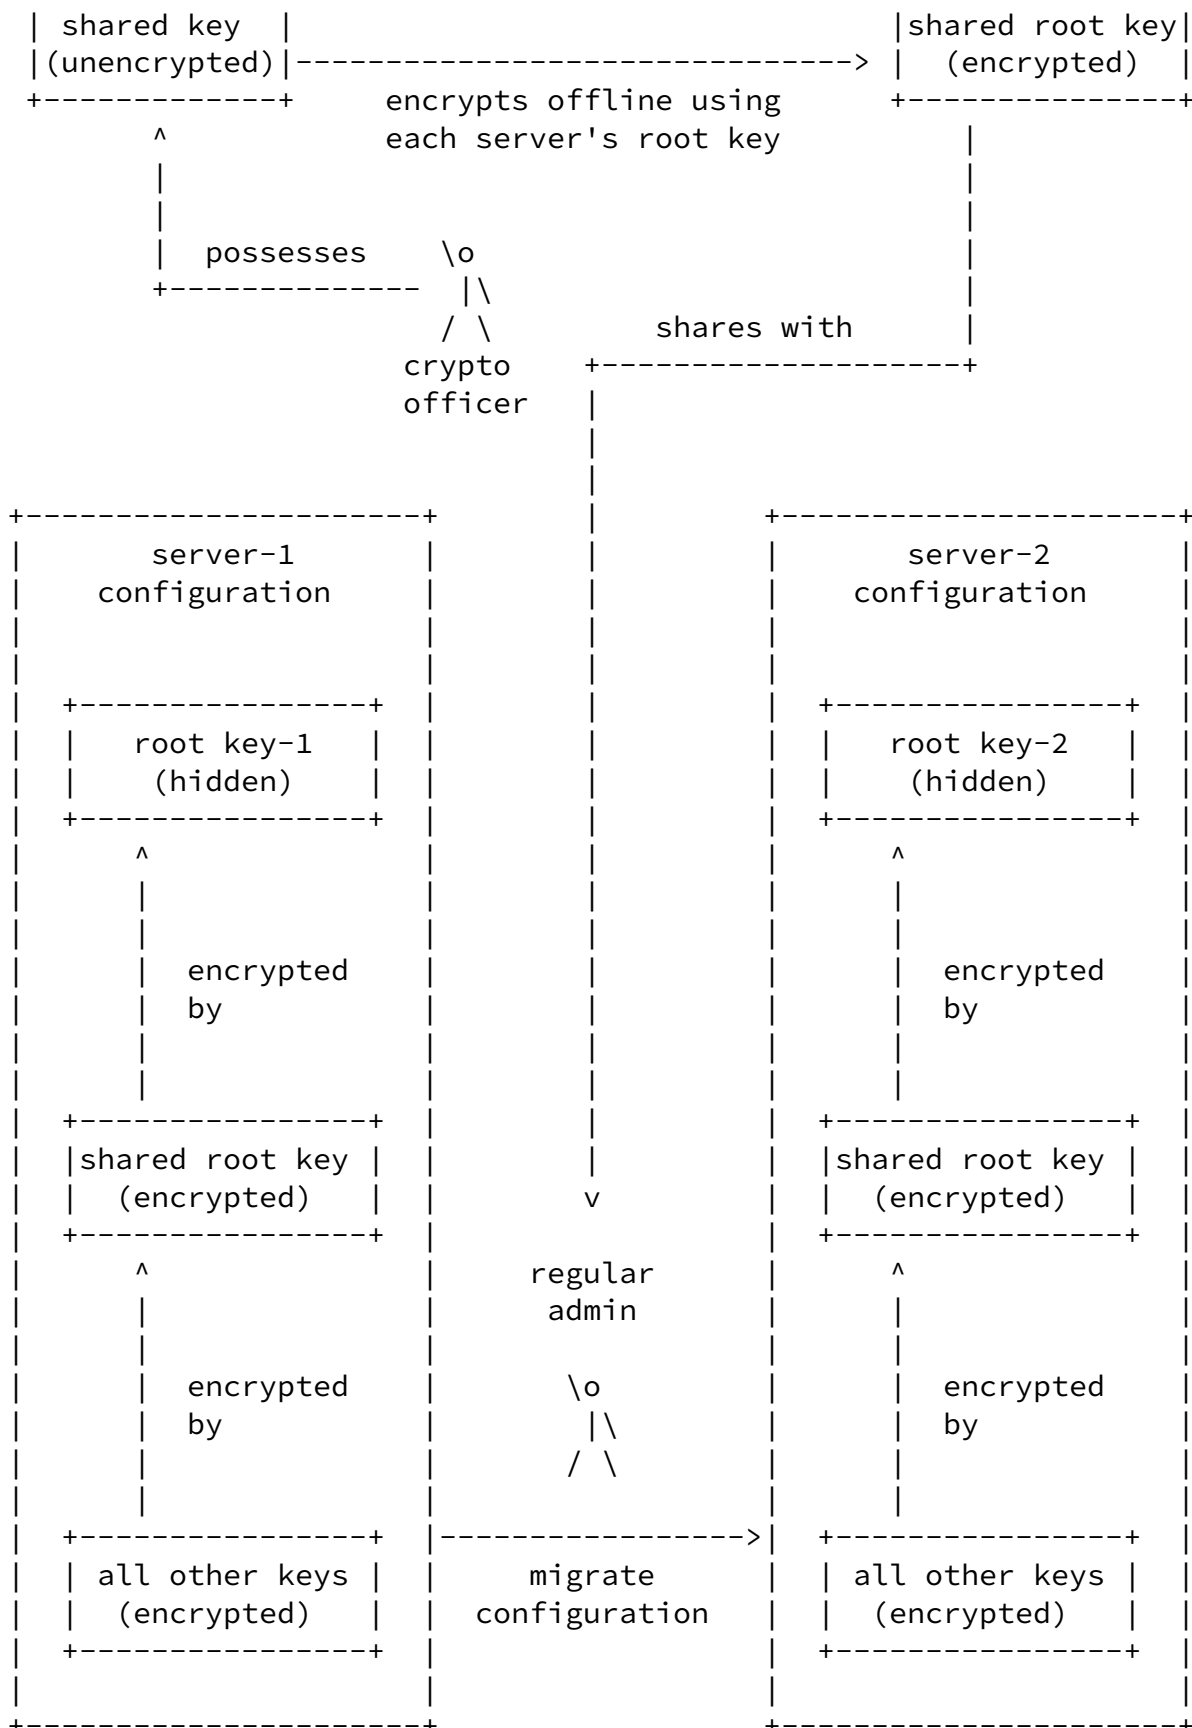 shared key
shared root key
(unencrypted)
(encrypted)
encrypts offline using
each server's root key
possesses
shares with
crypto
officer
server-1
server-2
configuration
configuration
root key-1
root key-2
(hidden)
(hidden)
encrypted
encrypted
by
by
shared root key
shared root key
(encrypted)
(encrypted)
regular
admin
encrypted
encrypted
by
by
all other keys
migrate
all other keys
(encrypted)
configuration
(encrypted)